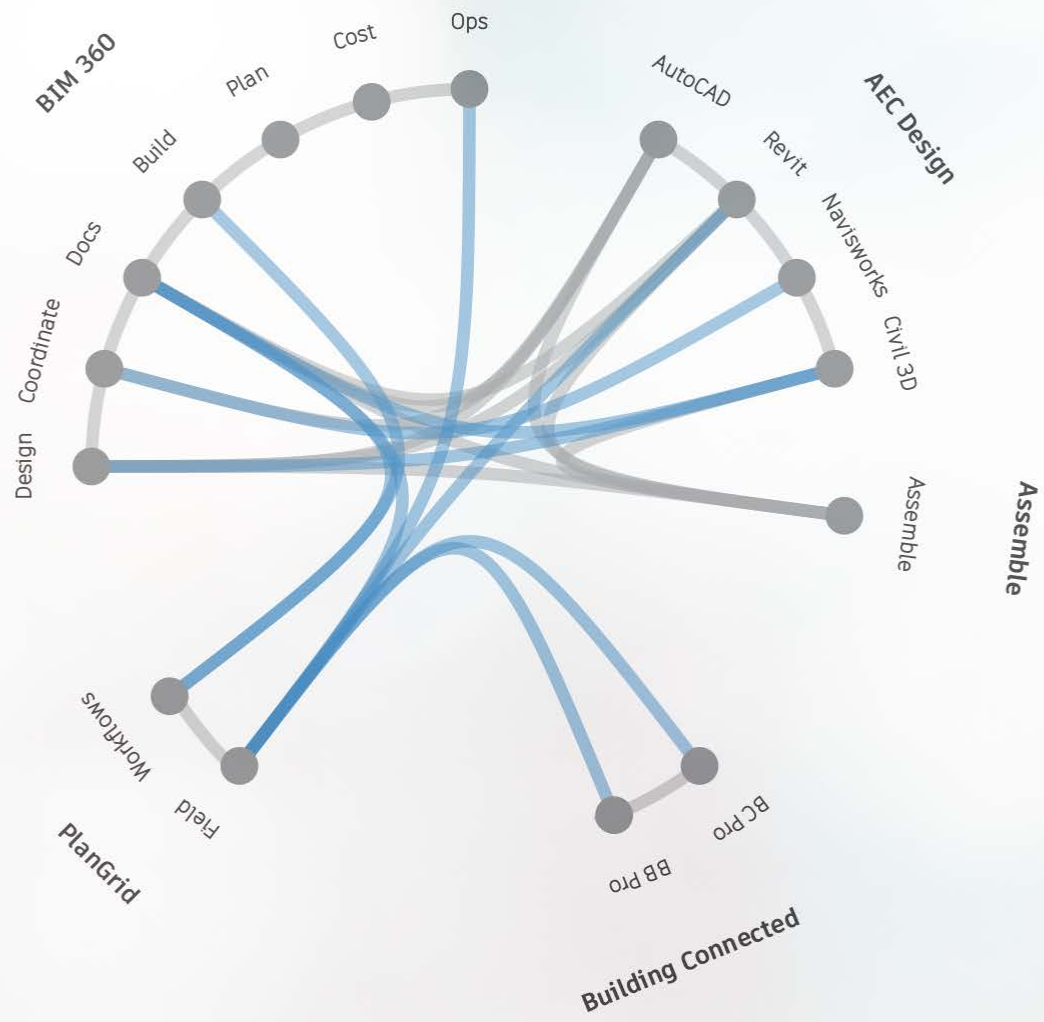 BIM 360
Design
Coordinate
Docs
Build
Plan
Cost
Ops
AEC Design
AutoCAD
Revit
Navisworks
Civil 3D
Assemble
Assemble
Building Connected
BC Pro
BB Pro
PlanGrid
Field
Workflows